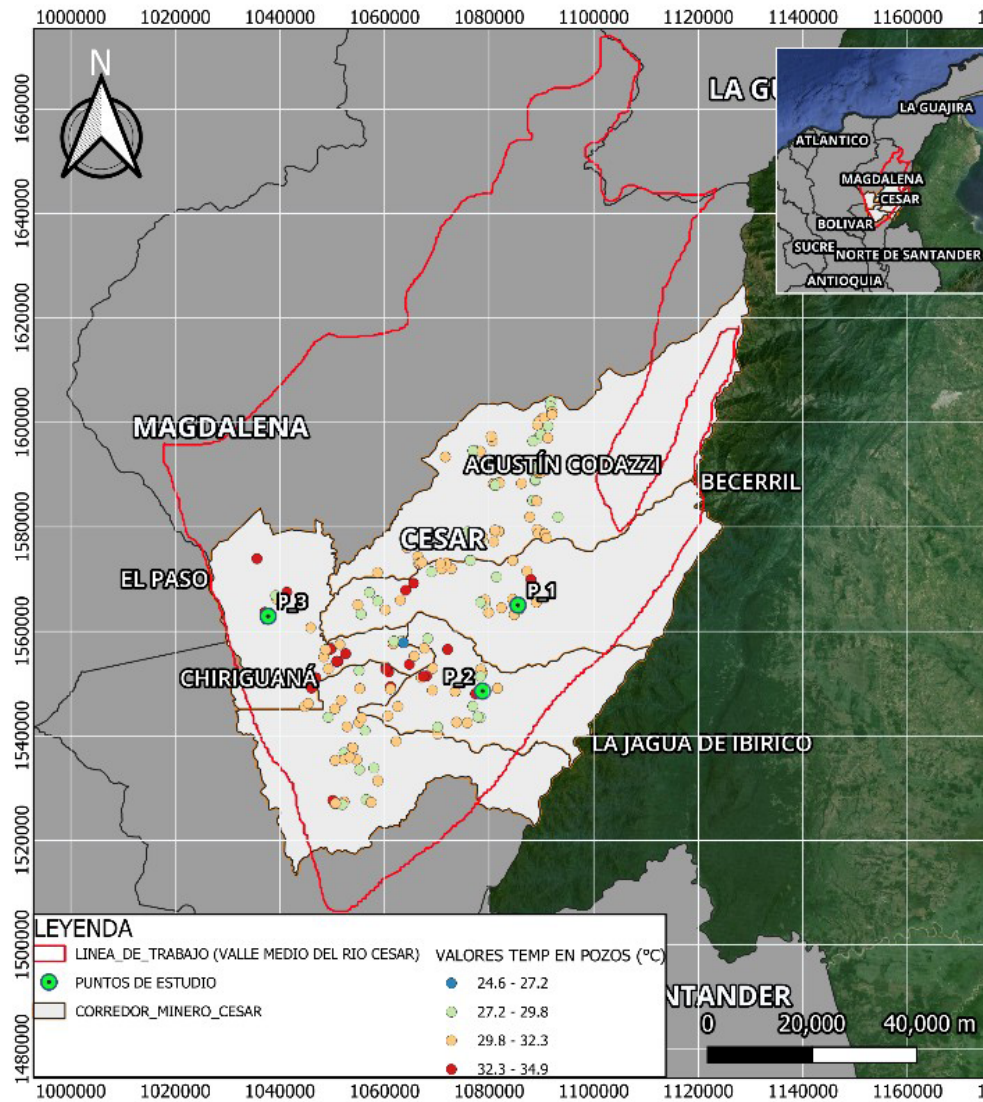 1000000 1020000 1040000 1060000 1080000 1100000 1120000 1140000 1160000
N
LA GU
LA GUAJIRA
ATLANTICO
MAGDALENA
CESAR
BOLIVAR
SUCRE
NORTE DE SANTANDER
ANTIOQUIA
1660000
1640000
1620000
1600000
1580000
1560000
1540000
1520000
1500000
1480000
MAGDALENA
AGUSTÍN CODAZZI
BECERRIL
CESAR
EL PASO
P_1
P_3
CHIRIGUANÁ
P_2
LA JAGUA DE IBIRICO
LEYENDA
LINEA_DE_TRABAJO (VALLE MEDIO DEL RIO CESAR)
PUNTOS DE ESTUDIO
CORREDOR_MINERO_CESAR
VALORES TEMP EN POZOS (ºC)
24.6 - 27.2
27.2 - 29.8
29.8 - 32.3
32.3 - 34.9
NTANDER
0 20,000 40,000 m
1000000 1020000 1040000 1060000 1080000 1100000 1120000 1140000 1160000